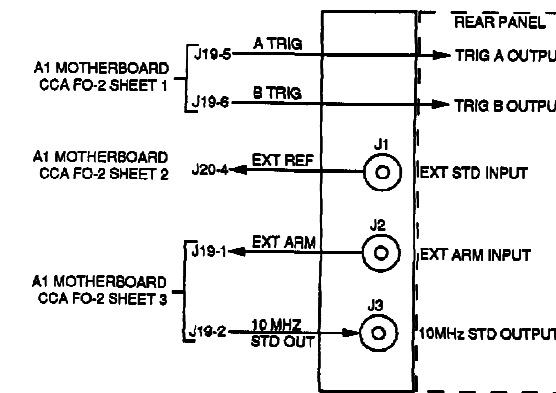 REAR PANEL
A TRIG
J19-5
TRIG A OUTPU
A1 MOTHERBOARD
CCA FO-2 SHEET 1
B TRIG
J19-6
TRIG B OUTPU
J1
A1 MOTHERBOARD
CCA FO-2 SHEET 2
EXT REF
J20-4
EXT STD INPUT
J2
EXT ARM
J19-1
EXT ARM INPUT
A1 MOTHERBOARD
CCA FO-2 SHEET 3
J3
10 MHZ
STD OUT
J19-2
10MHz STD OUTPUT